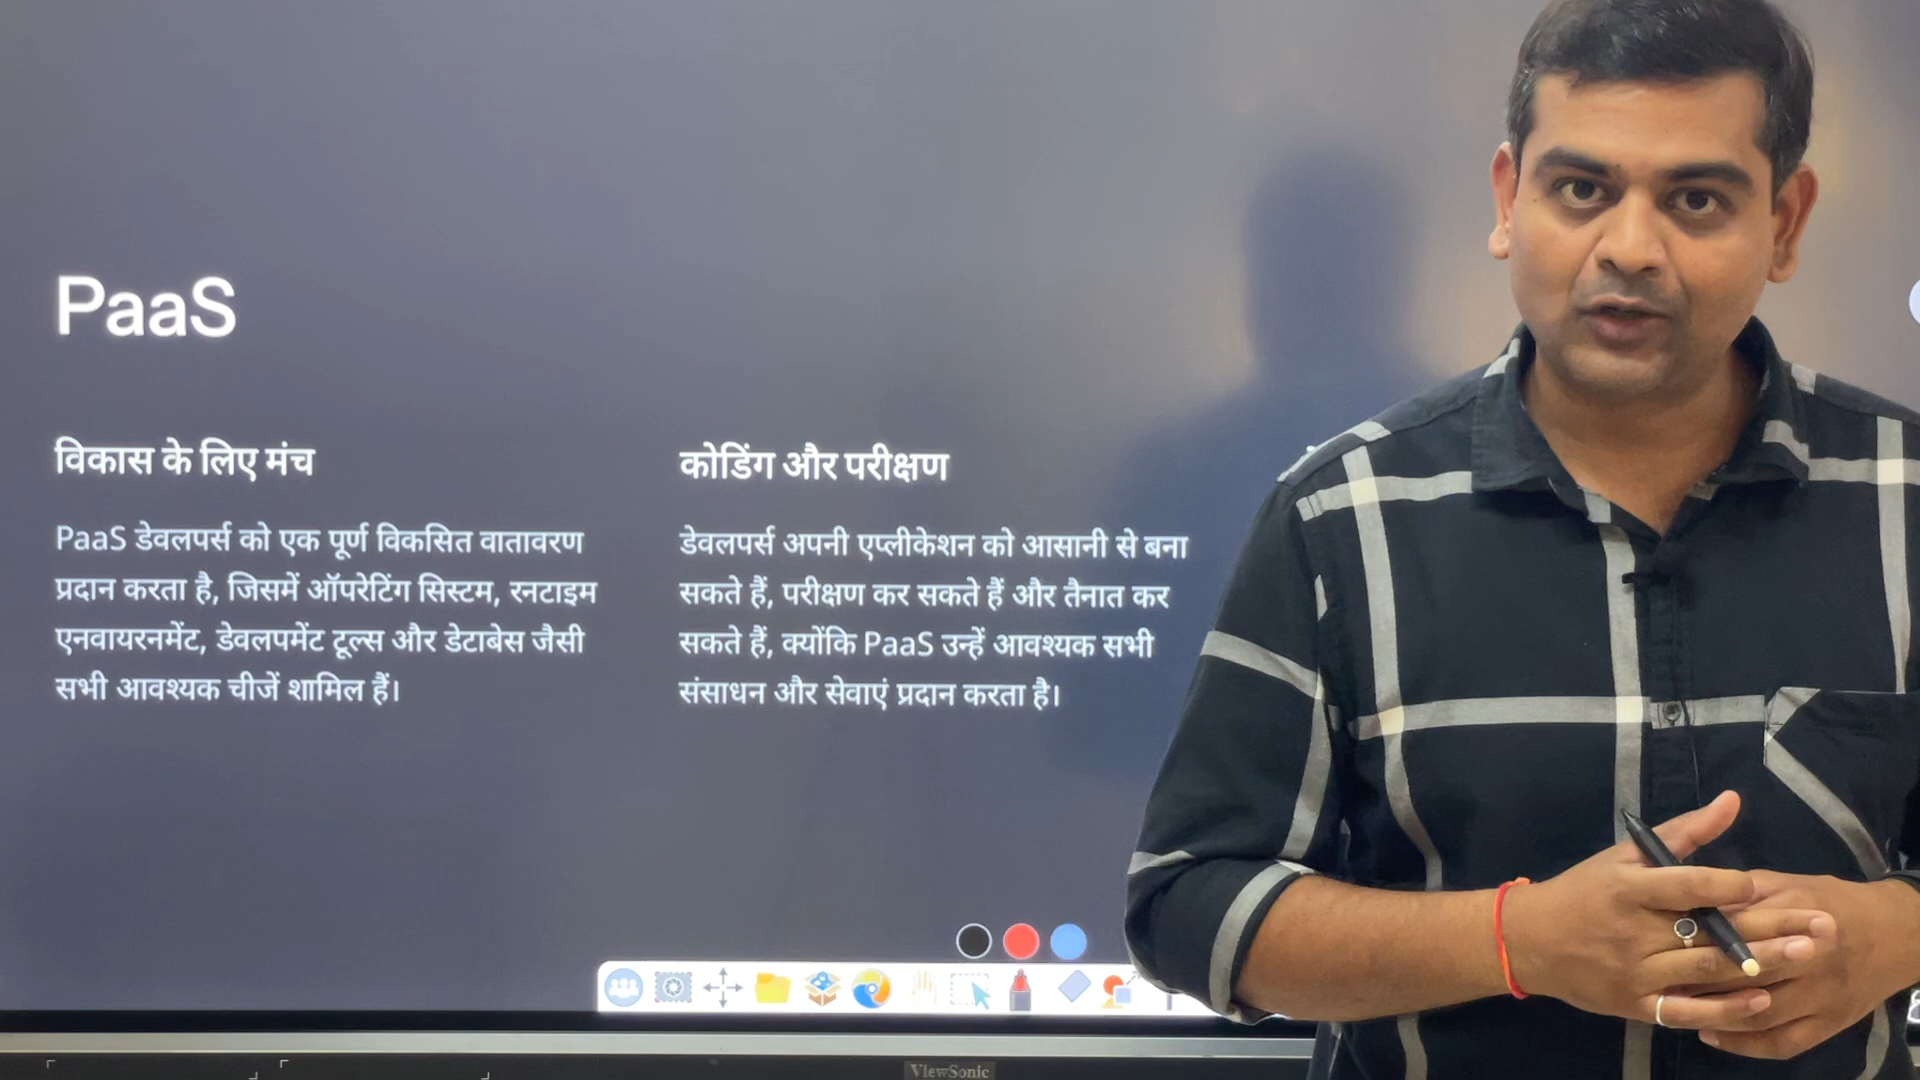 PaaS
विकास के लिए मंच
PaaS डेवलपर्स को एक पूर्ण विकसित वातावरण
प्रदान करता है, जिसमें ऑपरेटिंग सिस्टम, रनटाइम
एनवायरनमेंट, डेवलपमेंट टूल्स और डेटाबेस जैसी
सभी आवश्यक चीजें शामिल हैं।
कोडिंग और परीक्षण
डेवलपर्स अपनी एप्लीकेशन को आसानी से बना
सकते हैं, परीक्षण कर सकते हैं और तैनात कर
सकते हैं, क्योंकि PaaS उन्हें आवश्यक सभी
संसाधन और सेवाएं प्रदान करता है।
ViewSonic